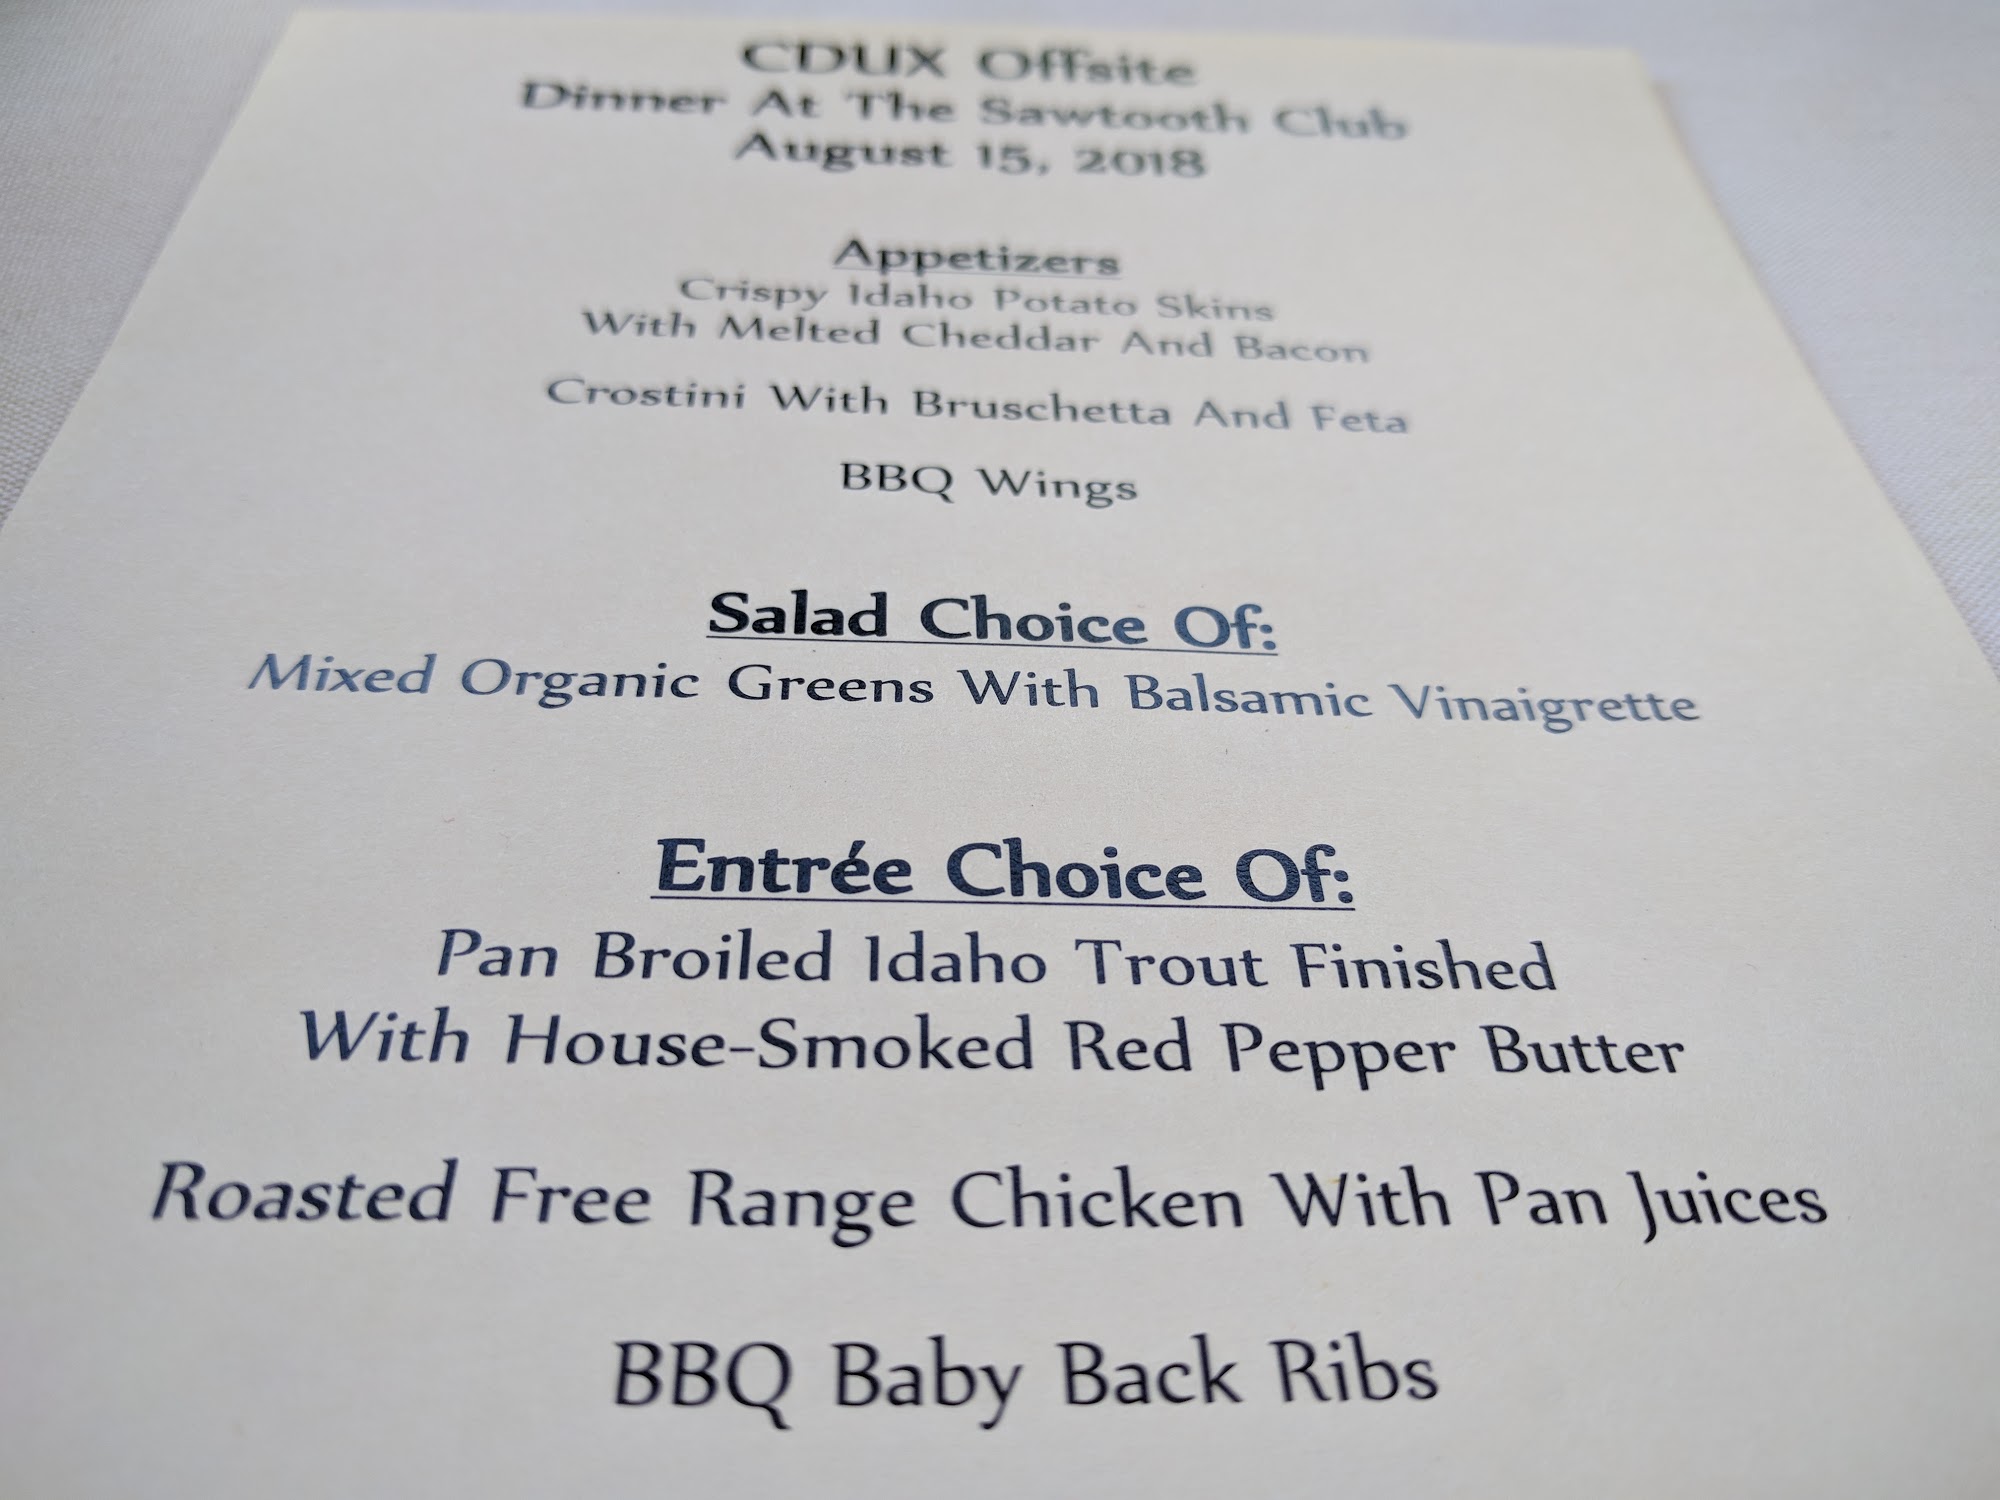 CDUX Offsite
Dinner At The Sawtooth Club
August 15, 2018
Appetizers
Crispy Idaho Potato Skins
With Melted Cheddar And Bacon
Crostini With Bruschetta And Feta
BBQ Wings
Salad Choice Of:
Mixed Organic Greens With Balsamic Vinaigrette
Entrée Choice Of:
Pan Broiled Idaho Trout Finished
With House-Smoked Red Pepper Butter
Roasted Free Range Chicken With Pan Juices
BBQ Baby Back Ribs